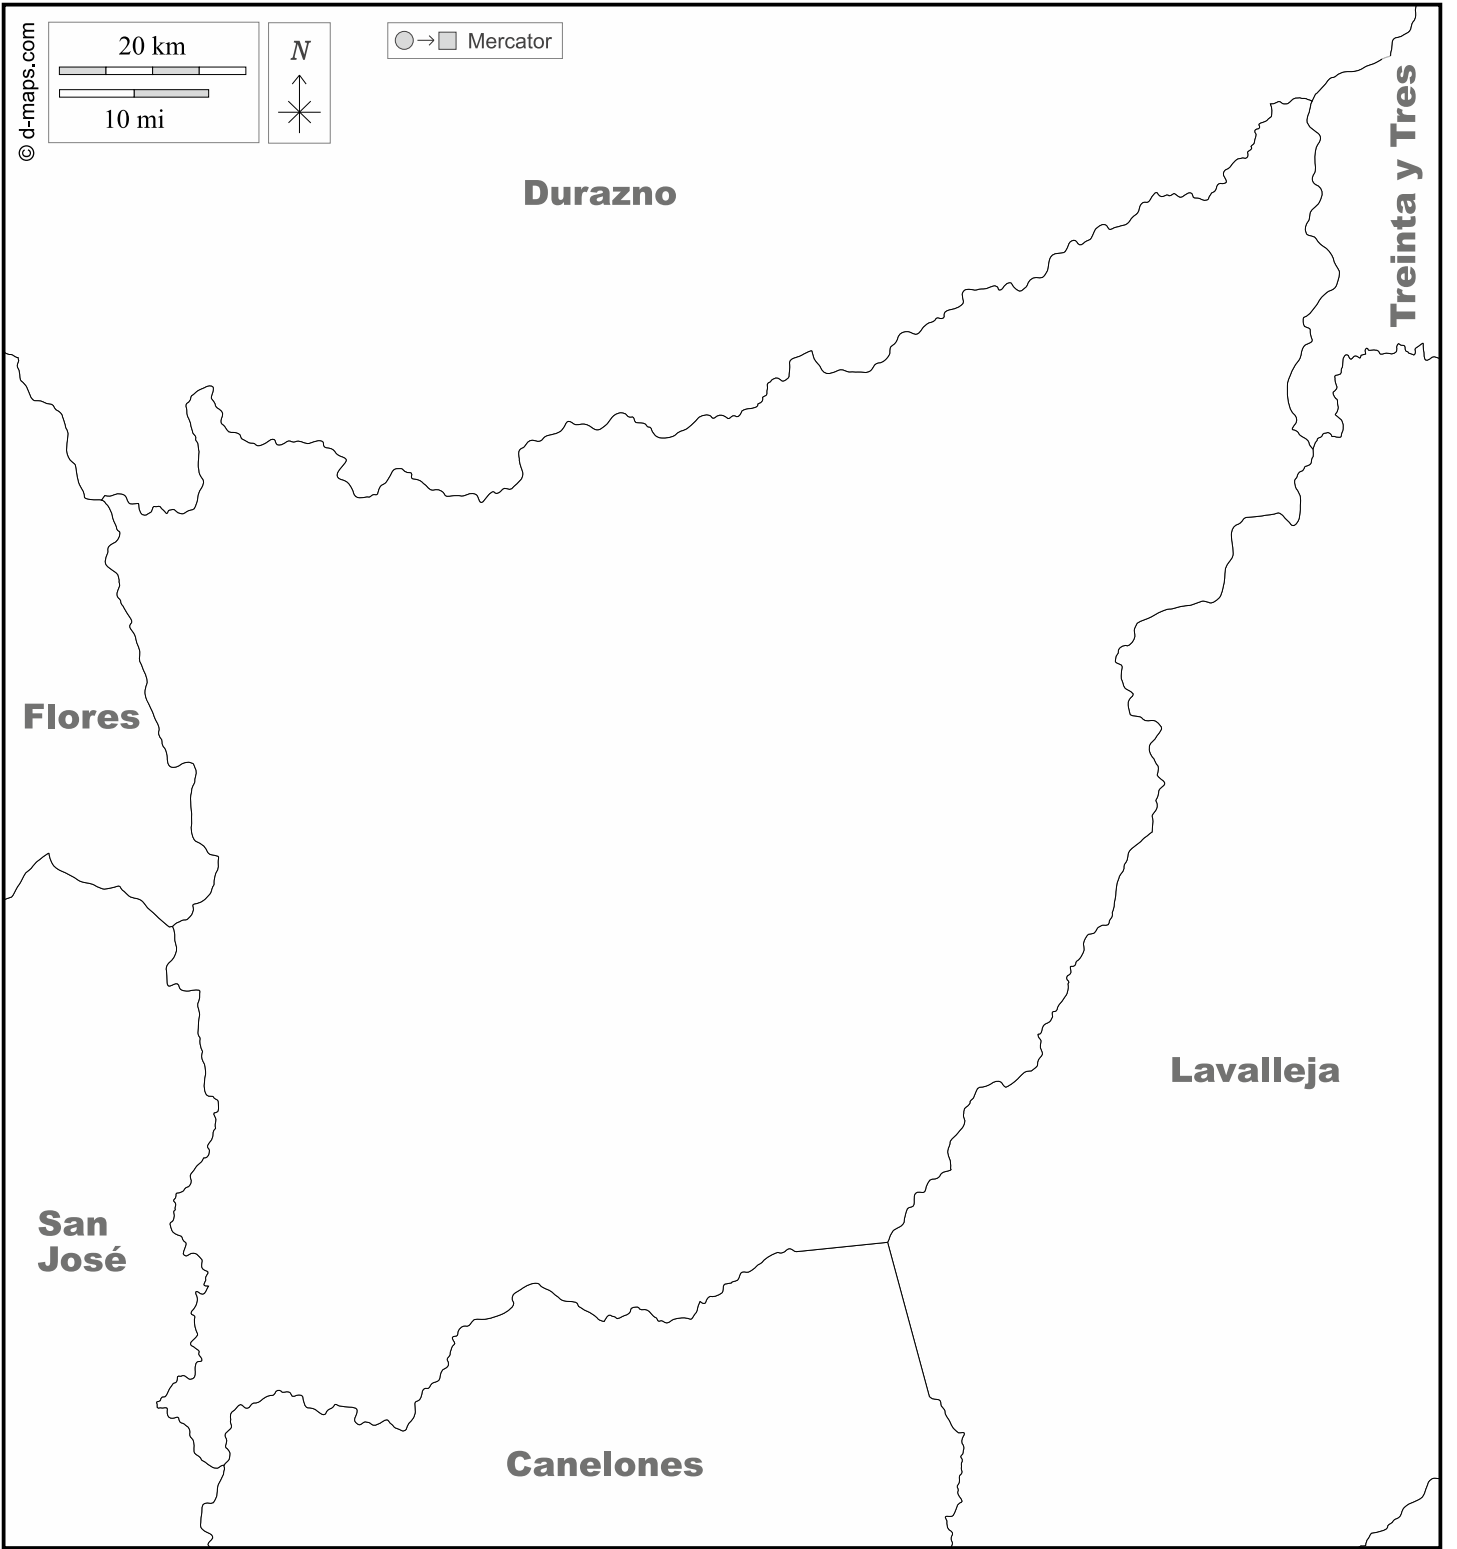 © d-maps.com
20 km
10 mi
N
Mercator
Durazno
Treinta y Tres
Flores
Lavalleja
San
José
Canelones